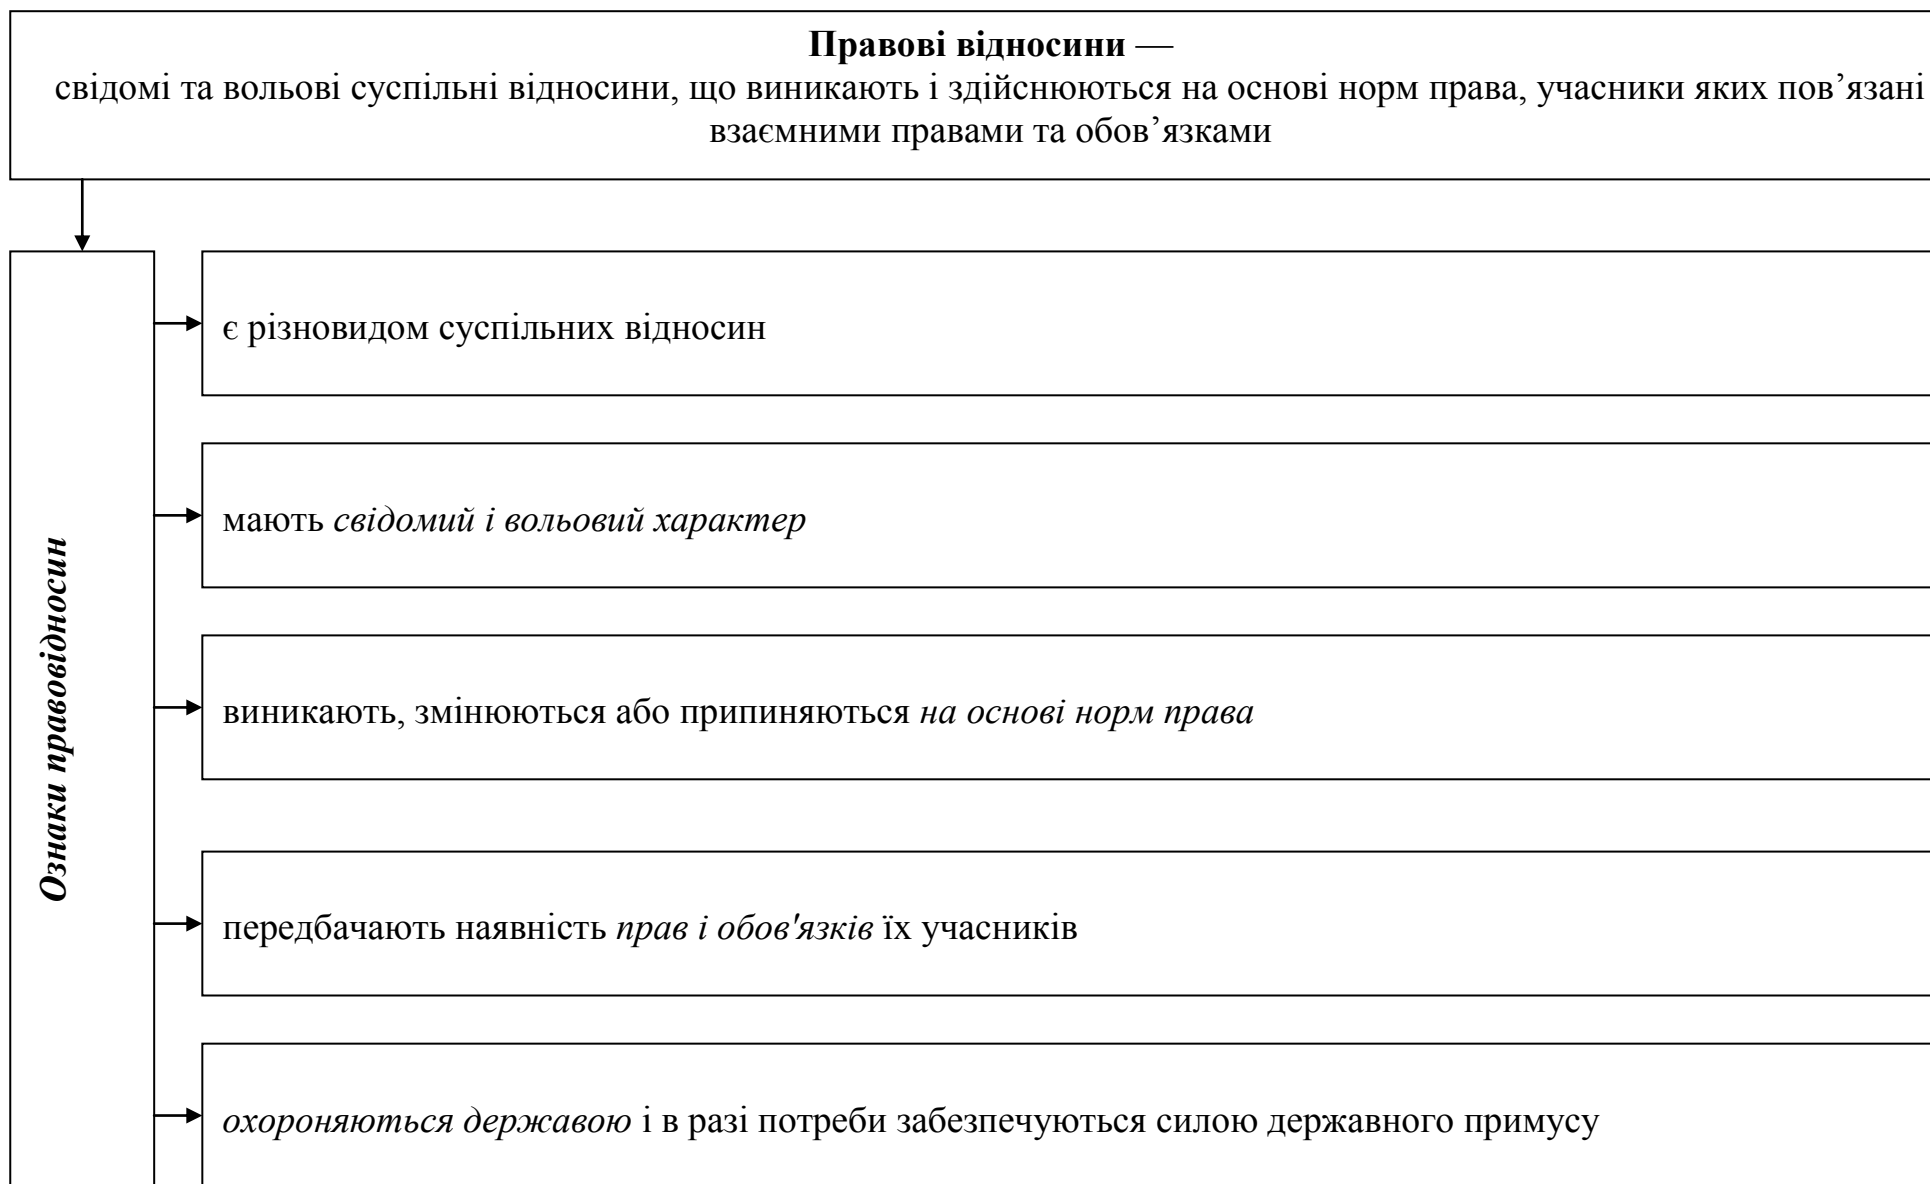 Правові відносини —
свідомі та вольові суспільні відносини, що виникають і здійснюються на основі норм права, учасники яких пов’язані
взаємними правами та обов’язками
Ознаки правовідносин
є різновидом суспільних відносин
мають свідомий і вольовий характер
виникають, змінюються або припиняються на основі норм права
передбачають наявність прав і обов'язків їх учасників
охороняються державою і в разі потреби забезпечуються силою державного примусу